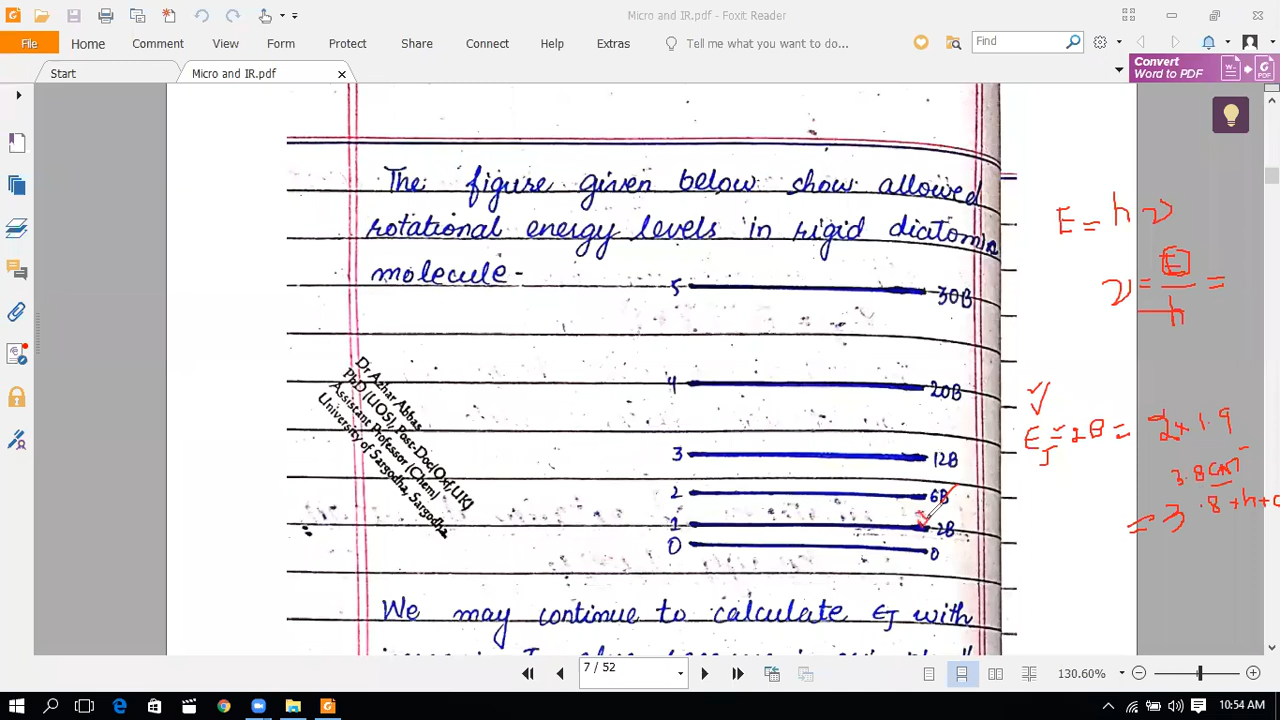 Micro and IR.pdf - Foxit Reader
File Home Comment View Form Protect Share Connect Help Extras Tell me what you want to do... Find
Start Micro and IR.pdf
Convert
Word to PDF
The figure given below show allowed
rotational energy levels in rigid diatomic
molecule-
5 30B
4 20B
3 12B
2 6B
1 2B
0 0
Dr Azhar Abbas
PhD (UOS), Post-Doc (Oxf, UK)
Assistant Professor (Chem)
University of Sargodha, Sargodha
We may continue to calculate ϵJ with
E = hν
ν = E/h =
✓
EJ = 2B = 2×1.9
3.8 cm⁻¹
= 3.8 + h + c
7 / 52
130.60%
10:54 AM